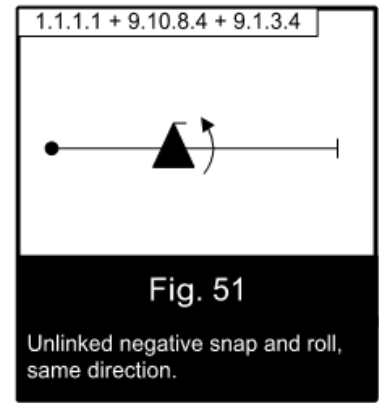 1.1.1.1 + 9.10.8.4 + 9.1.3.4
Fig. 51
Unlinked negative snap and roll,
same direction.